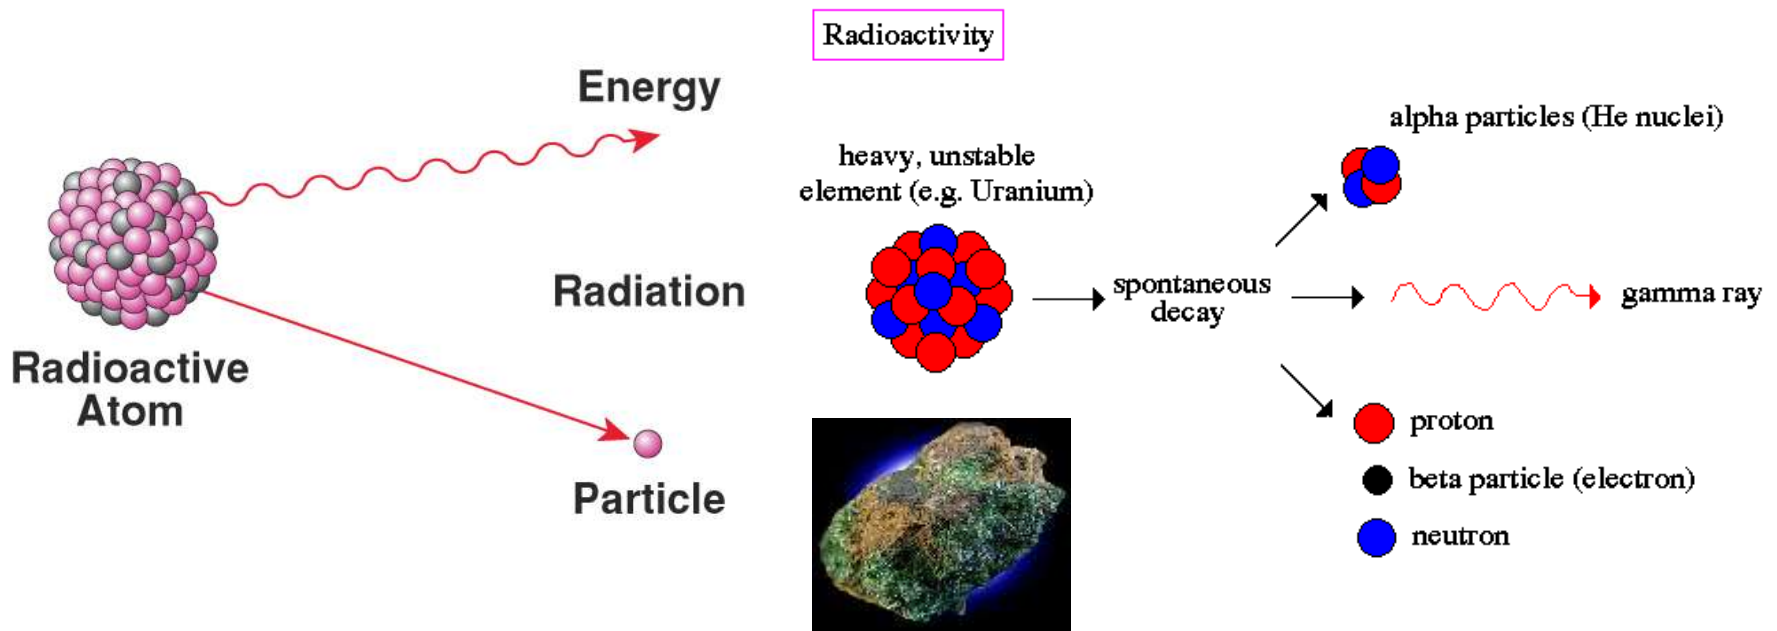 Energy
Radiation
Radioactive
Atom
Particle
Radioactivity
heavy, unstable
element (e.g. Uranium)
spontaneous
decay
alpha particles (He nuclei)
gamma ray
proton
beta particle (electron)
neutron